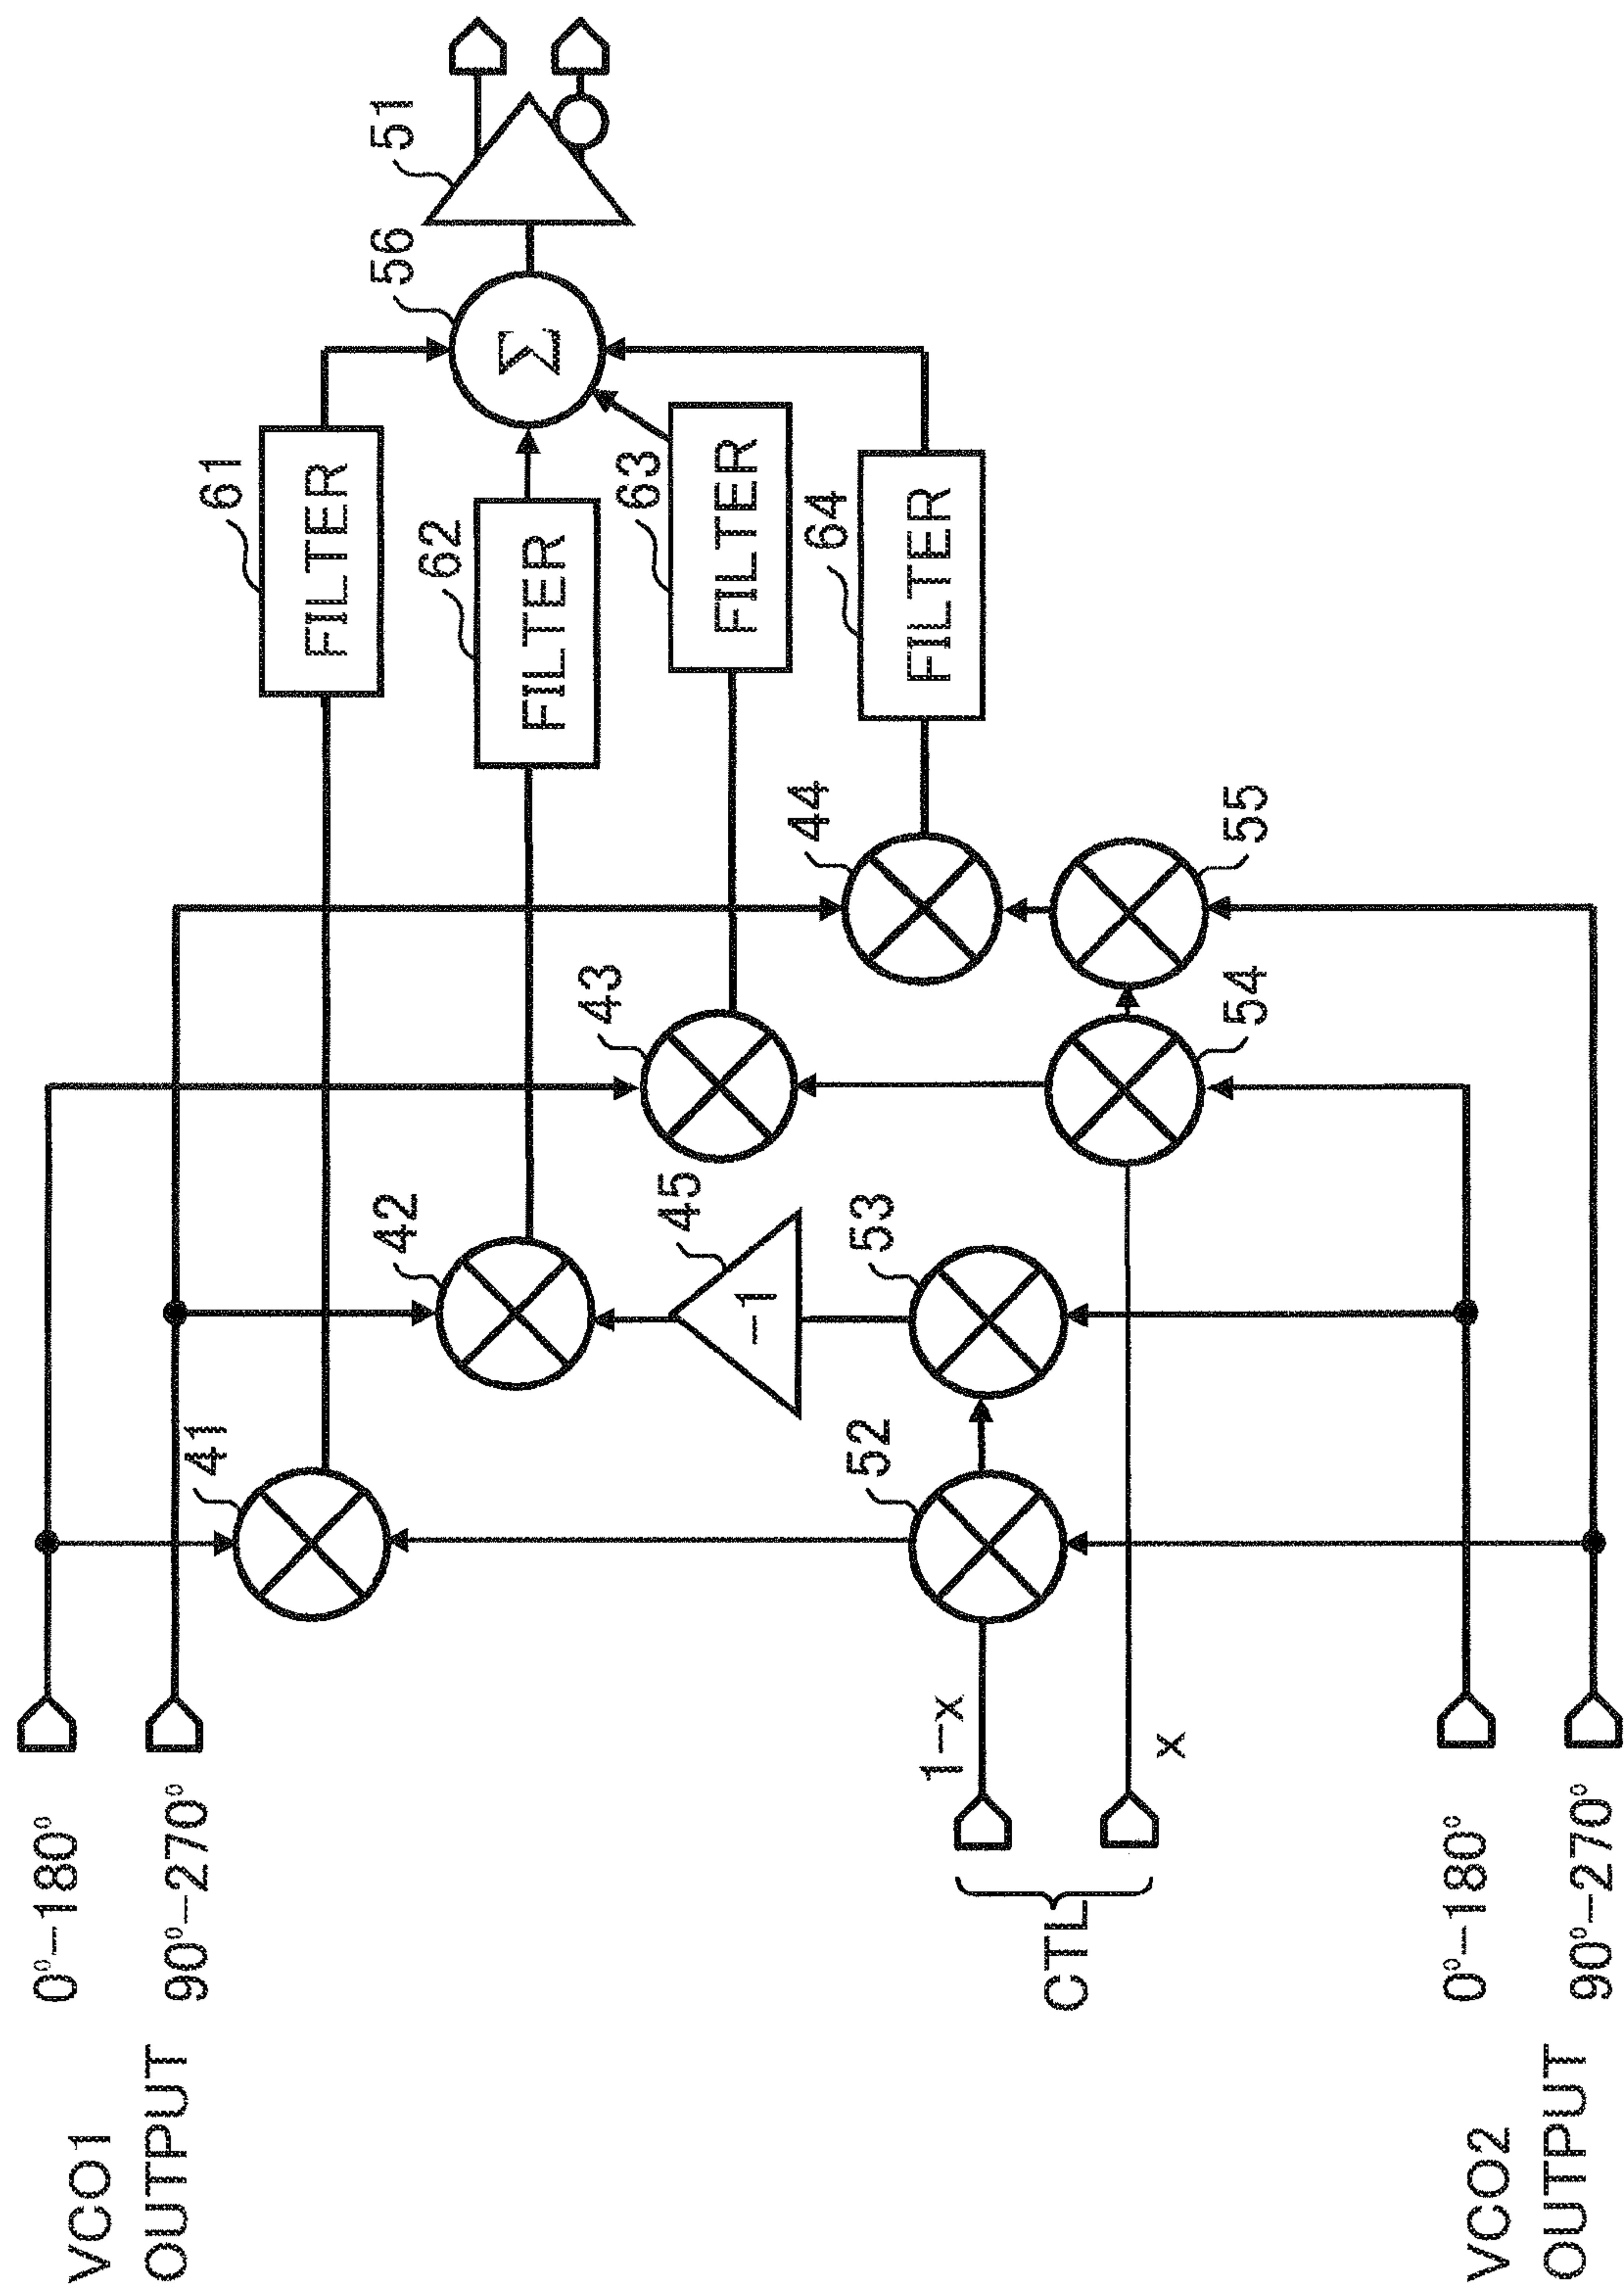 VCO1
OUTPUT
0°–180°
90°–270°
41
42
43
44
45
–1
51
52
53
54
55
56
Σ
61
FILTER
62
FILTER
63
FILTER
64
FILTER
CTL
1–x
x
VCO2
OUTPUT
0°–180°
90°–270°